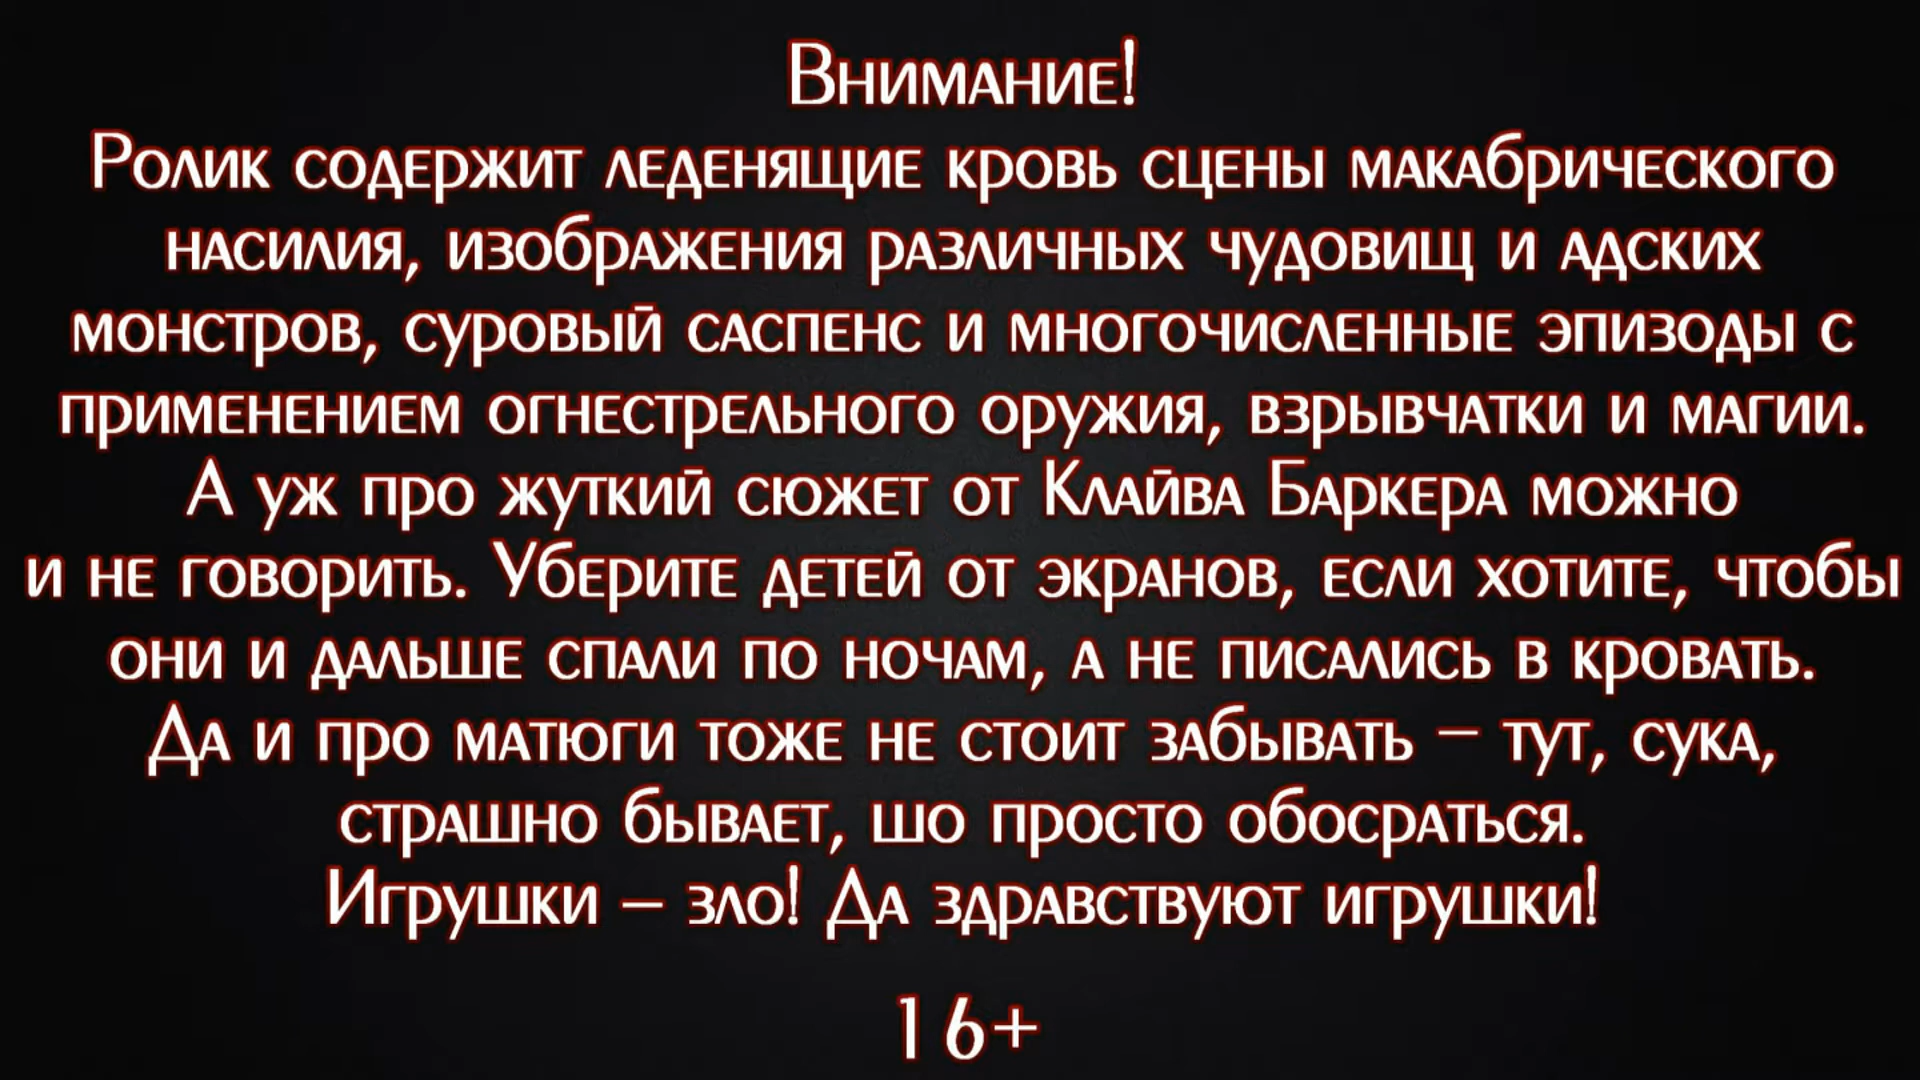 Внимание!
Ролик содержит леденящие кровь сцены макабрического
насилия, изображения различных чудовищ и адских
монстров, суровый саспенс и многочисленные эпизоды с
применением огнестрельного оружия, взрывчатки и магии.
А уж про жуткий сюжет от Клайва Баркера можно
и не говорить. Уберите детей от экранов, если хотите, чтобы
они и дальше спали по ночам, а не писались в кровать.
Да и про матюги тоже не стоит забывать – тут, сука,
страшно бывает, шо просто обосраться.
Игрушки – зло! Да здравствуют игрушки!
16+